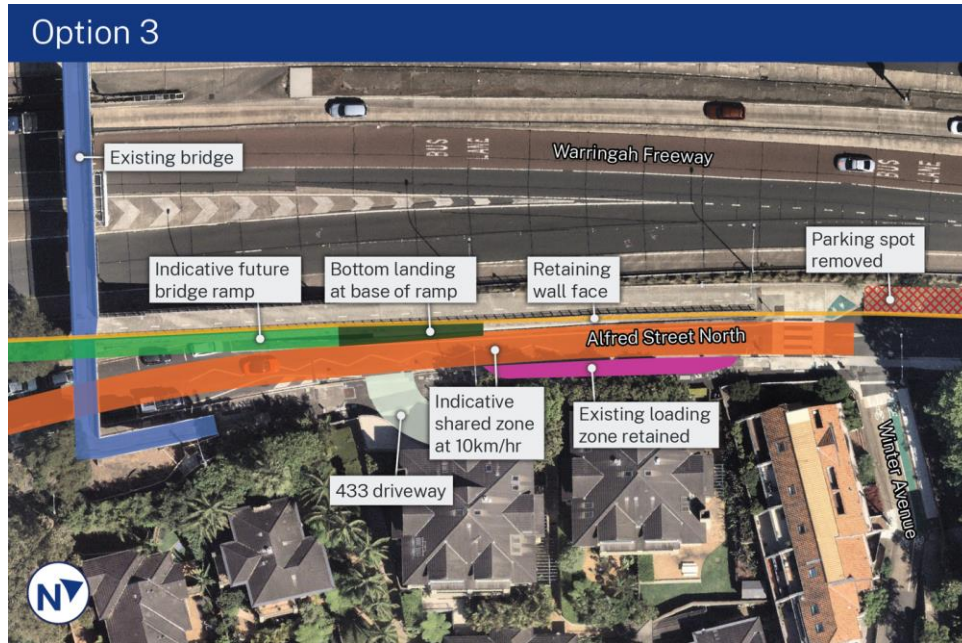 Option 3
Existing bridge
BUS
LANE
Warringah Freeway
BUS
LANE
Indicative future
bridge ramp
Bottom landing
at base of ramp
Retaining
wall face
Parking spot
removed
Alfred Street North
Indicative
shared zone
at 10km/hr
Existing loading
zone retained
433 driveway
Winter Avenue
N